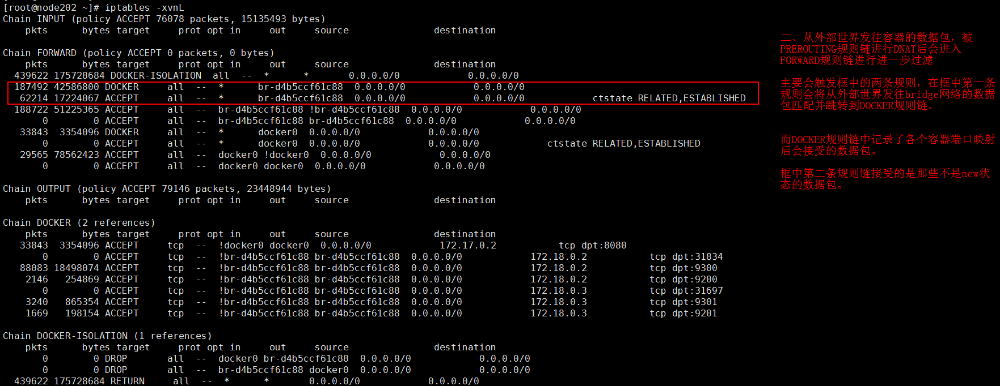 [root@node202 ~]# iptables -xvnL
Chain INPUT (policy ACCEPT 76078 packets, 15135493 bytes)
    pkts      bytes target     prot opt in     out     source               destination

Chain FORWARD (policy ACCEPT 0 packets, 0 bytes)
    pkts      bytes target     prot opt in     out     source               destination
  439622 175728684 DOCKER-ISOLATION  all  --  *      *       0.0.0.0/0            0.0.0.0/0
  187492 42586800 DOCKER     all  --  *      br-d4b5ccf61c88  0.0.0.0/0            0.0.0.0/0
   62214 17224067 ACCEPT     all  --  *      br-d4b5ccf61c88  0.0.0.0/0            0.0.0.0/0            ctstate RELATED,ESTABLISHED
  188722 51225365 ACCEPT     all  --  br-d4b5ccf61c88 !br-d4b5ccf61c88  0.0.0.0/0            0.0.0.0/0
       0        0 ACCEPT     all  --  br-d4b5ccf61c88 br-d4b5ccf61c88  0.0.0.0/0            0.0.0.0/0
   33843  3354096 DOCKER     all  --  *      docker0  0.0.0.0/0            0.0.0.0/0
       0        0 ACCEPT     all  --  *      docker0  0.0.0.0/0            0.0.0.0/0            ctstate RELATED,ESTABLISHED
   29565 78562423 ACCEPT     all  --  docker0 !docker0  0.0.0.0/0            0.0.0.0/0
       0        0 ACCEPT     all  --  docker0 docker0  0.0.0.0/0            0.0.0.0/0

Chain OUTPUT (policy ACCEPT 79146 packets, 23448944 bytes)
    pkts      bytes target     prot opt in     out     source               destination

Chain DOCKER (2 references)
    pkts      bytes target     prot opt in     out     source               destination
   33843  3354096 ACCEPT     tcp  --  !docker0 docker0  0.0.0.0/0            172.17.0.2           tcp dpt:8080
       0        0 ACCEPT     tcp  --  !br-d4b5ccf61c88 br-d4b5ccf61c88  0.0.0.0/0            172.18.0.2           tcp dpt:31834
   88083 18498074 ACCEPT     tcp  --  !br-d4b5ccf61c88 br-d4b5ccf61c88  0.0.0.0/0            172.18.0.2           tcp dpt:9300
    2146   254869 ACCEPT     tcp  --  !br-d4b5ccf61c88 br-d4b5ccf61c88  0.0.0.0/0            172.18.0.2           tcp dpt:9200
       0        0 ACCEPT     tcp  --  !br-d4b5ccf61c88 br-d4b5ccf61c88  0.0.0.0/0            172.18.0.3           tcp dpt:31697
    3240   865354 ACCEPT     tcp  --  !br-d4b5ccf61c88 br-d4b5ccf61c88  0.0.0.0/0            172.18.0.3           tcp dpt:9301
    1669   198154 ACCEPT     tcp  --  !br-d4b5ccf61c88 br-d4b5ccf61c88  0.0.0.0/0            172.18.0.3           tcp dpt:9201

Chain DOCKER-ISOLATION (1 references)
    pkts      bytes target     prot opt in     out     source               destination
       0        0 DROP       all  --  docker0 br-d4b5ccf61c88  0.0.0.0/0            0.0.0.0/0
       0        0 DROP       all  --  br-d4b5ccf61c88 docker0  0.0.0.0/0            0.0.0.0/0
  439622 175728684 RETURN     all  --  *      *       0.0.0.0/0            0.0.0.0/0

二、从外部世界发往容器的数据包，被
PREROUTING规则链进行DNAT后会进入
FORWARD规则链进行进一步过滤
主要会触发框中的两条规则，在框中第一条
规则会将从外部世界发往bridge网络的数据
包匹配并跳转到DOCKER规则链。
而DOCKER规则链中记录了各个容器端口映射
后会接受的数据包。
框中第二条规则链接受的是那些不是new状
态的数据包。